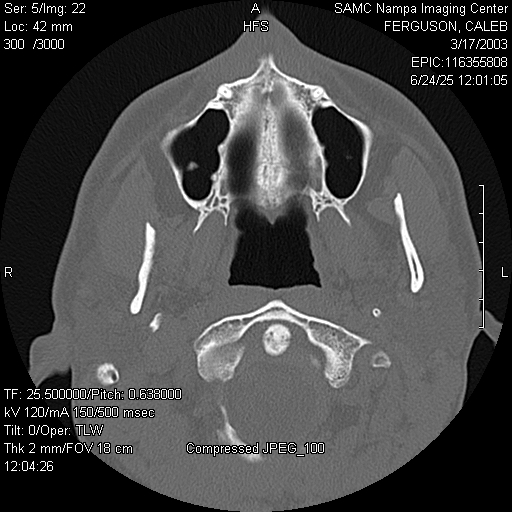 Ser: 5/Img: 22
Loc: 42 mm
300 /3000
A
HFS
SAMC Nampa Imaging Center
FERGUSON, CALEB
3/17/2003
EPIC:116355808
6/24/25 12:01:05
R
L
TF: 25.500000/Pitch: 0.638000
kV 120/mA 150/500 msec
Tilt: 0/Oper: TLW
Thk 2 mm/FOV 18 cm
12:04:26
Compressed JPEG_100